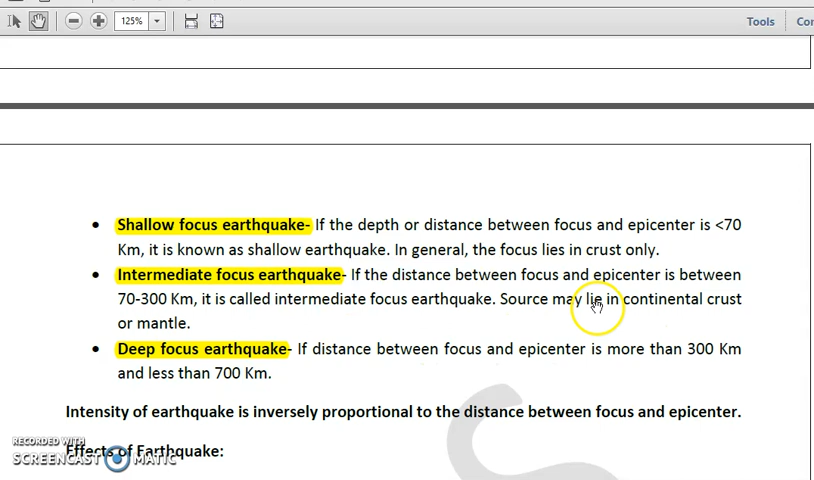 125%
Tools
Shallow focus earthquake- If the depth or distance between focus and epicenter is <70
Km, it is known as shallow earthquake. In general, the focus lies in crust only.
Intermediate focus earthquake- If the distance between focus and epicenter is between
70-300 Km, it is called intermediate focus earthquake. Source may lie in continental crust
or mantle.
Deep focus earthquake- If distance between focus and epicenter is more than 300 Km
and less than 700 Km.
Intensity of earthquake is inversely proportional to the distance between focus and epicenter.
RECORDED WITH
Effects of Earthquake:
SCREENCAST MATIC